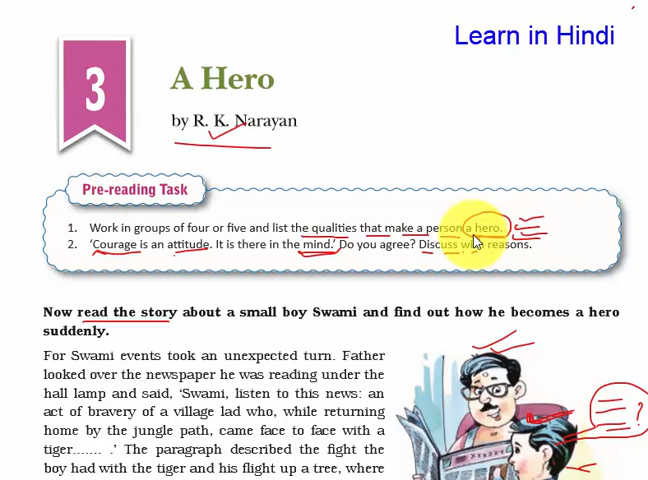 Learn in Hindi
3
A Hero
by R. K. Narayan
Pre-reading Task
1. Work in groups of four or five and list the qualities that make a person a hero.
2. ‘Courage is an attitude. It is there in the mind.’ Do you agree? Discuss with reasons.
Now read the story about a small boy Swami and find out how he becomes a hero
suddenly.
For Swami events took an unexpected turn. Father
looked over the newspaper he was reading under the
hall lamp and said, ‘Swami, listen to this news: an
act of bravery of a village lad who, while returning
home by the jungle path, came face to face with a
tiger....... .’ The paragraph described the fight the
boy had with the tiger and his flight up a tree, where
?